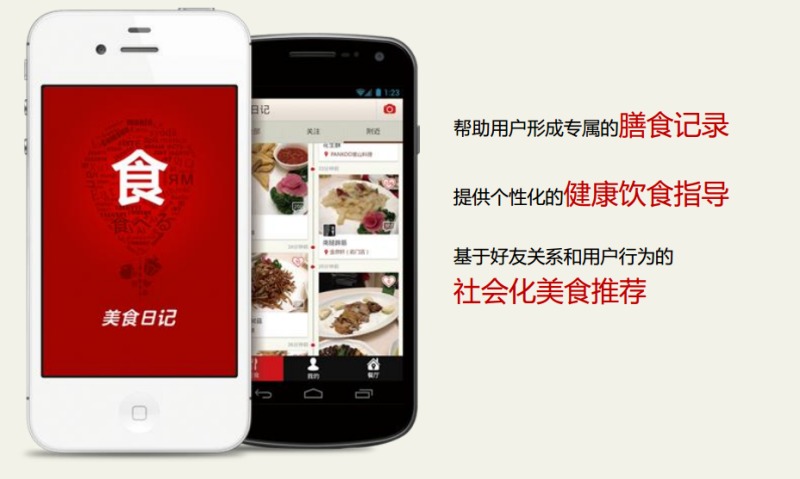 食
美食日记
1:23
日记
关注
附近
我的
餐厅
帮助用户形成专属的膳食记录
提供个性化的健康饮食指导
基于好友关系和用户行为的
社会化美食推荐